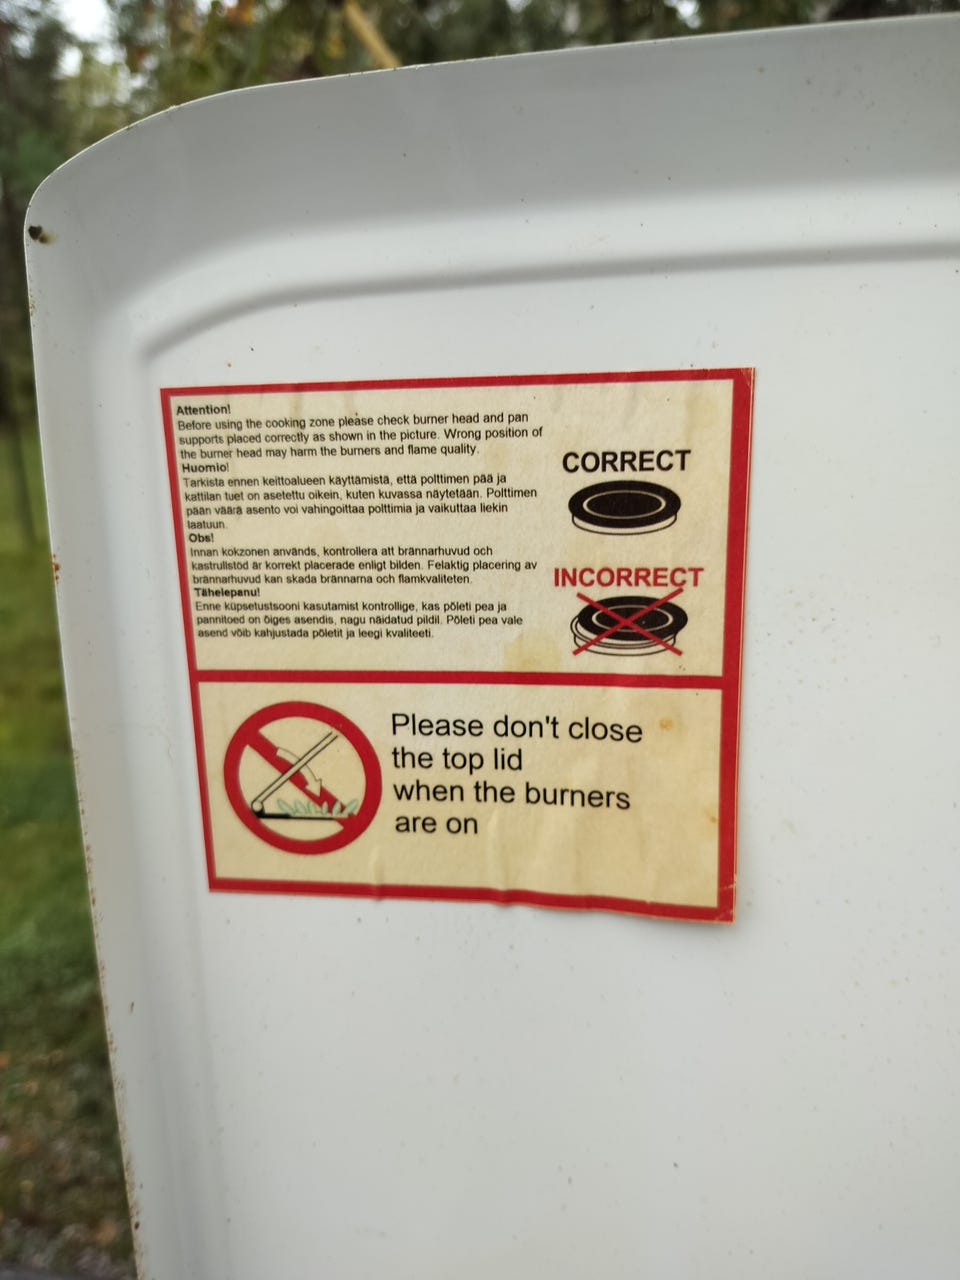 Attention!
Before using the cooking zone please check burner head and pan
supports placed correctly as shown in the picture. Wrong position of
the burner head may harm the burners and flame quality.
Huomio!
Tarkista ennen keittoalueen käyttämistä, että polttimen pää ja
kattilan tuet on asetettu oikein, kuten kuvassa näytetään. Polttimen
pään väärä asento voi vahingoittaa polttimia ja vaikuttaa liekin
laatuun.
Obs!
Innan kokzonen används, kontrollera att brännarhuvud och
kastrullstöd är korrekt placerade enligt bilden. Felaktig placering av
brännarhuvud kan skada brännarna och flamkvaliteten.
Tähelepanu!
Enne küpsetustsooni kasutamist kontrollige, kas põleti pea ja
pannitoed on õiges asendis, nagu näidatud pildil. Põleti pea vale
asend võib kahjustada põletit ja leegi kvaliteeti.
CORRECT
INCORRECT
Please don't close
the top lid
when the burners
are on